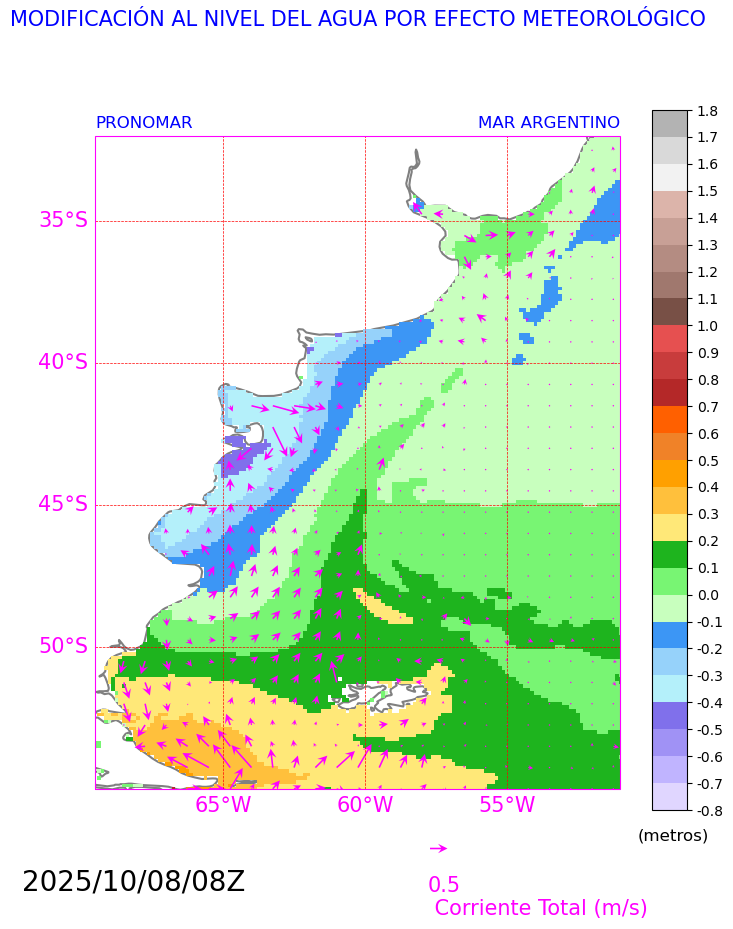 MODIFICACIÓN AL NIVEL DEL AGUA POR EFECTO METEOROLÓGICO
PRONOMAR
MAR ARGENTINO
35°S
40°S
45°S
50°S
65°W
60°W
55°W
1.8
1.7
1.6
1.5
1.4
1.3
1.2
1.1
1.0
0.9
0.8
0.7
0.6
0.5
0.4
0.3
0.2
0.1
0.0
-0.1
-0.2
-0.3
-0.4
-0.5
-0.6
-0.7
-0.8
(metros)
2025/10/08/08Z
0.5
Corriente Total (m/s)